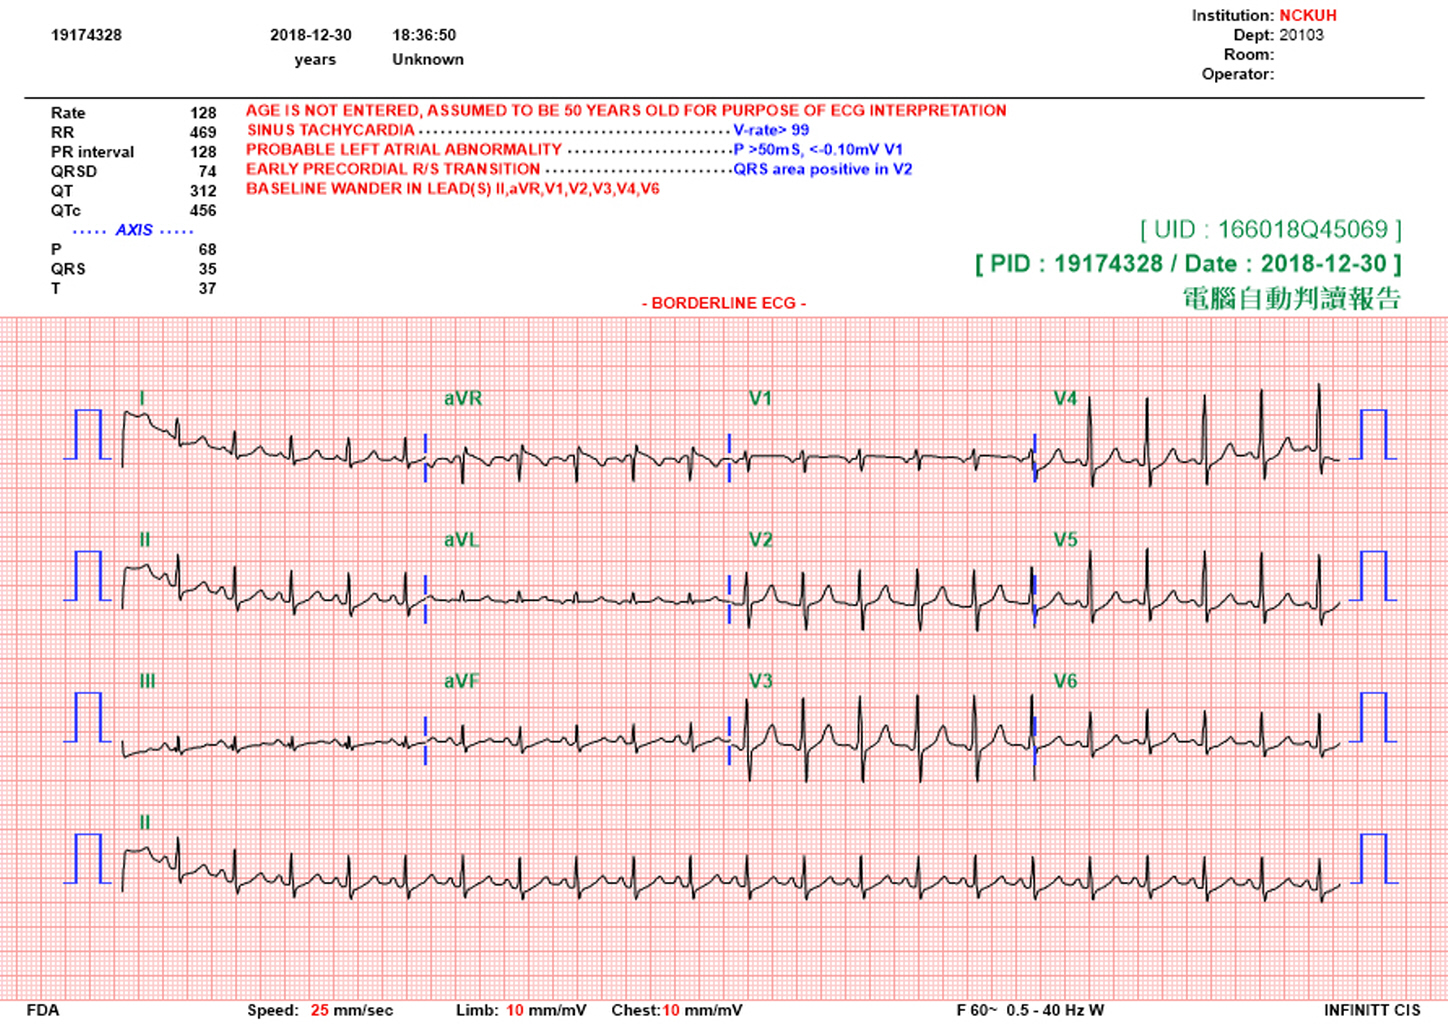 Institution: NCKUH
19174328 2018-12-30 18:36:50 Dept: 20103
years Unknown Room:
Operator:
Rate 128 AGE IS NOT ENTERED, ASSUMED TO BE 50 YEARS OLD FOR PURPOSE OF ECG INTERPRETATION
RR 469 SINUS TACHYCARDIA ........................................ V-rate> 99
PR interval 128 PROBABLE LEFT ATRIAL ABNORMALITY ..................... P >50mS, <-0.10mV V1
QRSD 74 EARLY PRECORDIAL R/S TRANSITION ........................ QRS area positive in V2
QT 312 BASELINE WANDER IN LEAD(S) II,aVR,V1,V2,V3,V4,V6
QTc 456
..... AXIS .....
[ UID : 166018Q45069 ]
P 68
[ PID : 19174328 / Date : 2018-12-30 ]
QRS 35
T 37
電腦自動判讀報告
- BORDERLINE ECG -
I aVR V1 V4
II aVL V2 V5
III aVF V3 V6
II
FDA Speed: 25 mm/sec Limb: 10 mm/mV Chest: 10 mm/mV F 60~ 0.5 - 40 Hz W INFINITT CIS